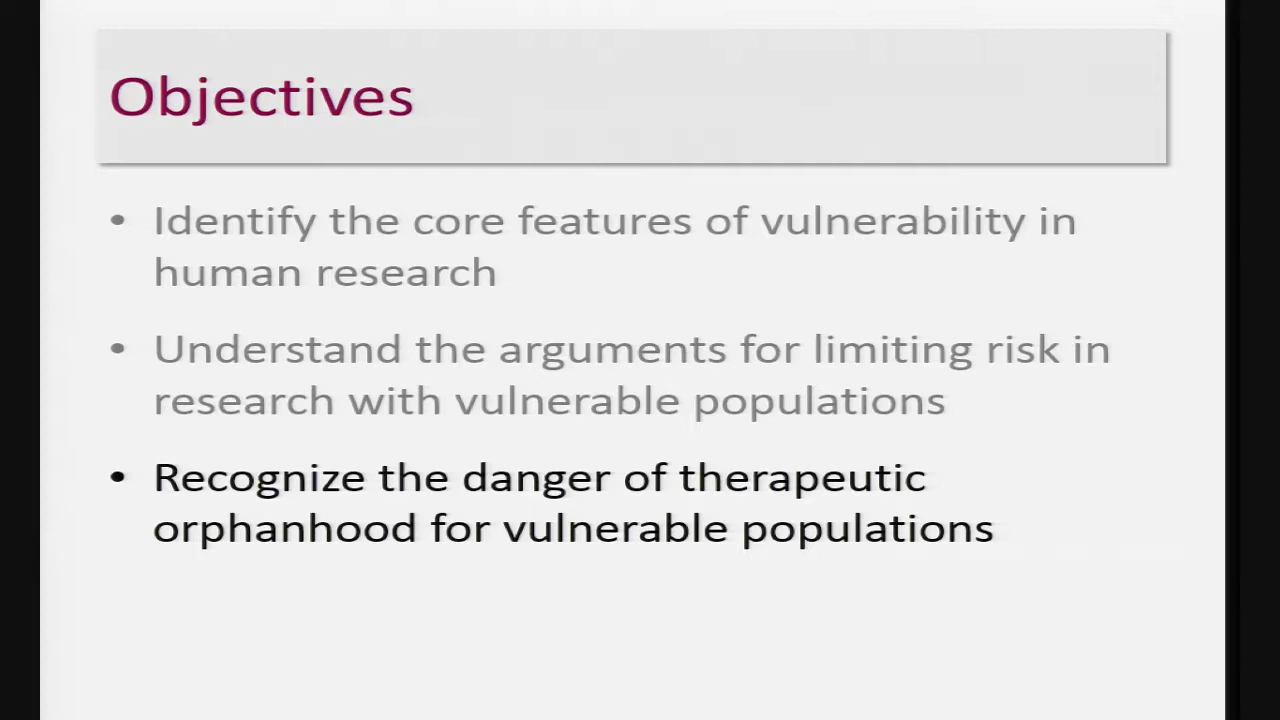 Objectives
• Identify the core features of vulnerability in
human research
• Understand the arguments for limiting risk in
research with vulnerable populations
• Recognize the danger of therapeutic
orphanhood for vulnerable populations